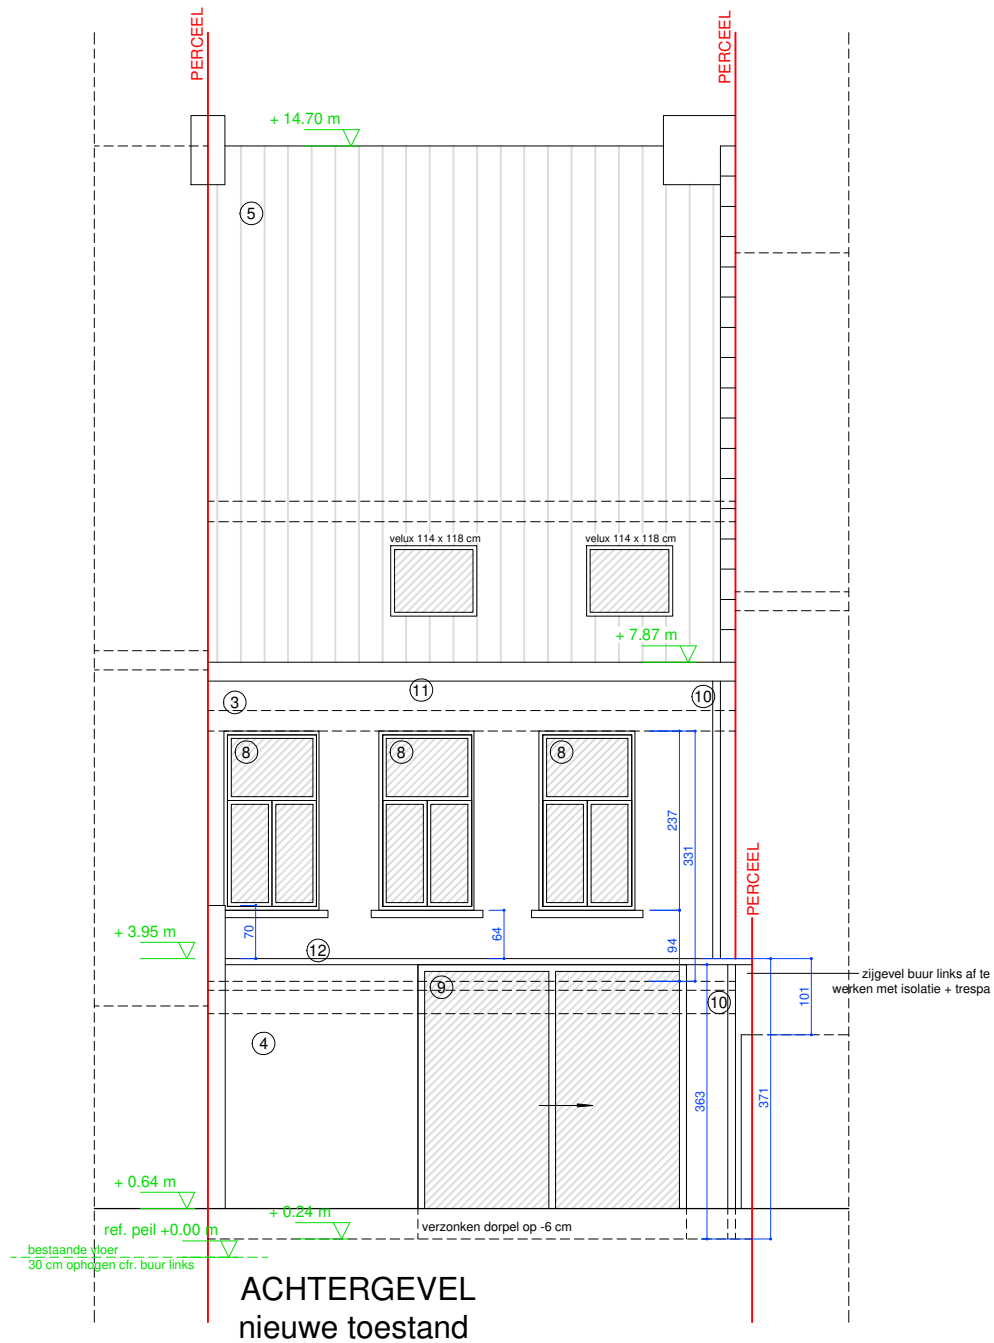 PERCEEL
PERCEEL
+ 14.70 m
5
velux 114 x 118 cm
velux 114 x 118 cm
+ 7.87 m
11
10
3
8
8
8
237
331
PERCEEL
70
64
94
+ 3.95 m
12
zijgevel buur links af te
werken met isolatie + trespa
9
10
101
4
363
371
+ 0.64 m
+ 0.24 m
ref. peil +0.00 m
verzonken dorpel op -6 cm
bestaande vloer
30 cm ophogen cfr. buur links
ACHTERGEVEL
nieuwe toestand